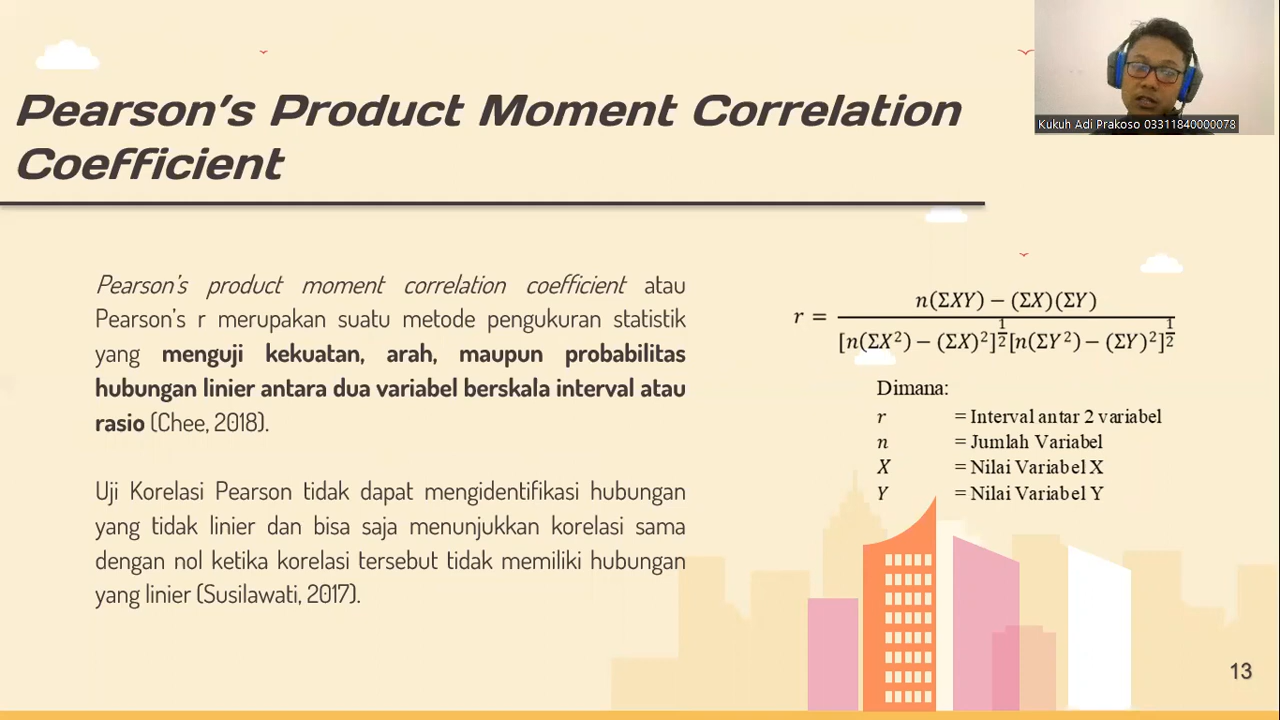 Pearson's Product Moment Correlation
Coefficient
Kukuh Adi Prakoso 03311840000078
Pearson's product moment correlation coefficient atau
Pearson's r merupakan suatu metode pengukuran statistik
yang menguji kekuatan, arah, maupun probabilitas
hubungan linier antara dua variabel berskala interval atau
rasio (Chee, 2018).
Uji Korelasi Pearson tidak dapat mengidentifikasi hubungan
yang tidak linier dan bisa saja menunjukkan korelasi sama
dengan nol ketika korelasi tersebut tidak memiliki hubungan
yang linier (Susilawati, 2017).
r = n(ΣXY) − (ΣX)(ΣY) / [n(ΣX²) − (ΣX)²]^1/2 [n(ΣY²) − (ΣY)²]^1/2
Dimana:
r = Interval antar 2 variabel
n = Jumlah Variabel
X = Nilai Variabel X
Y = Nilai Variabel Y
13